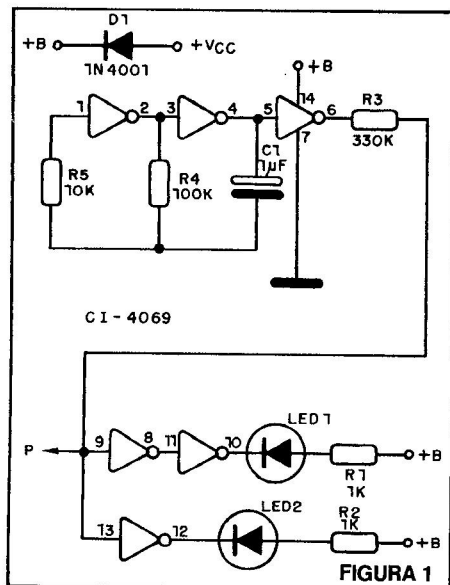 D1
+B
+VCC
1N4001
+B
1
2
3
4
5
14
6
7
R3
330K
R5
10K
R4
100K
C1
1µF
CI-4069
P
9
8
11
10
LED1
R1
1K
+B
13
12
LED2
R2
1K
+B
FIGURA 1